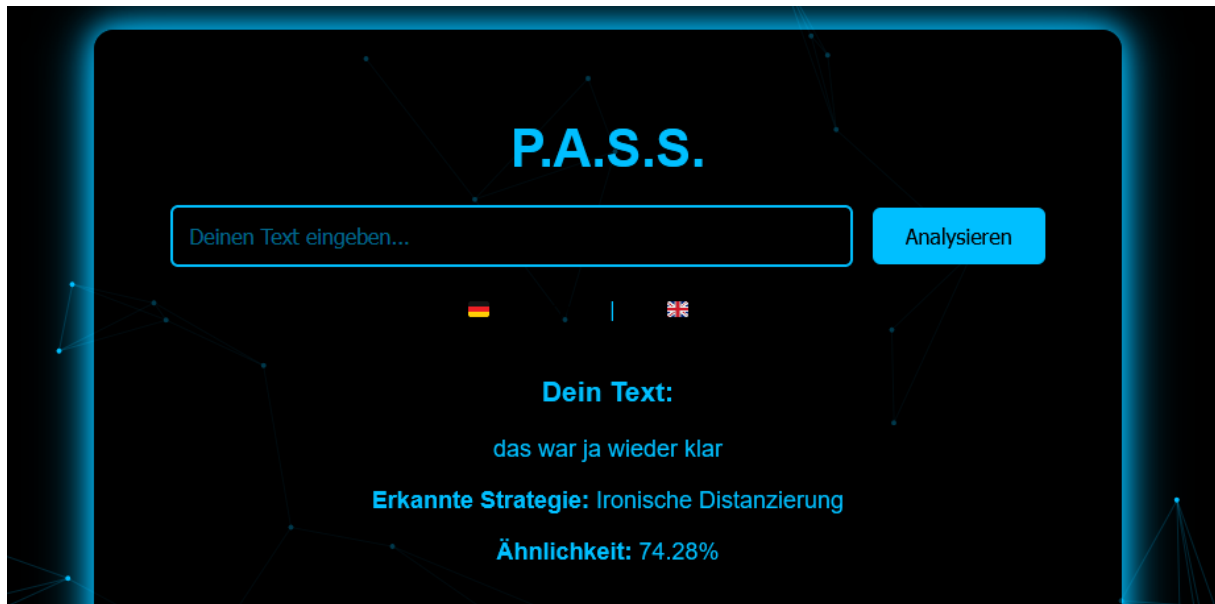 P.A.S.S.
Deinen Text eingeben...
Analysieren
|
Dein Text:
das war ja wieder klar
Erkannte Strategie: Ironische Distanzierung
Ähnlichkeit: 74.28%